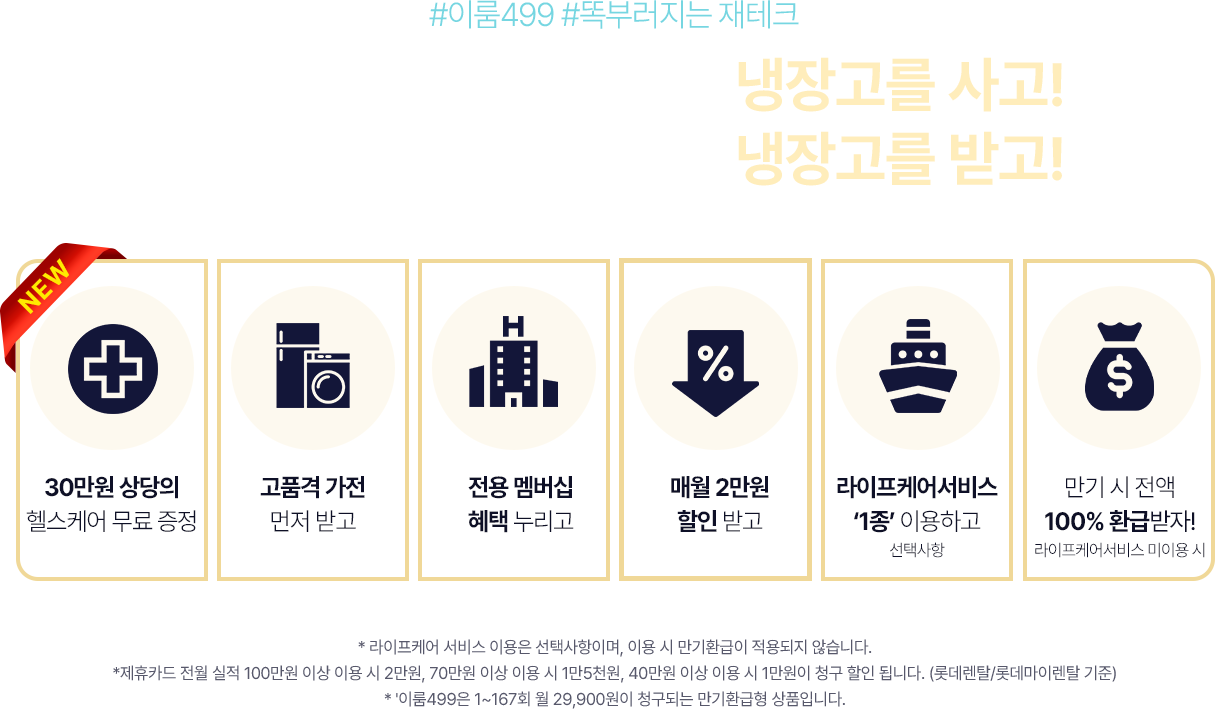 #이룸499 #똑부러지는 재테크
냉장고를 사고!
냉장고를 받고!
NEW
30만원 상당의
헬스케어 무료 증정
고품격 가전
먼저 받고
전용 멤버십
혜택 누리고
매월 2만원
할인 받고
라이프케어서비스
‘1종’ 이용하고
선택사항
만기 시 전액
100% 환급받자!
라이프케어서비스 미이용 시
* 라이프케어 서비스 이용은 선택사항이며, 이용 시 만기환급이 적용되지 않습니다.
*제휴카드 전월 실적 100만원 이상 이용 시 2만원, 70만원 이상 이용 시 1만5천원, 40만원 이상 이용 시 1만원이 청구 할인 됩니다. (롯데렌탈/롯데마이렌탈 기준)
* '이룸499은 1~167회 월 29,900원이 청구되는 만기환급형 상품입니다.